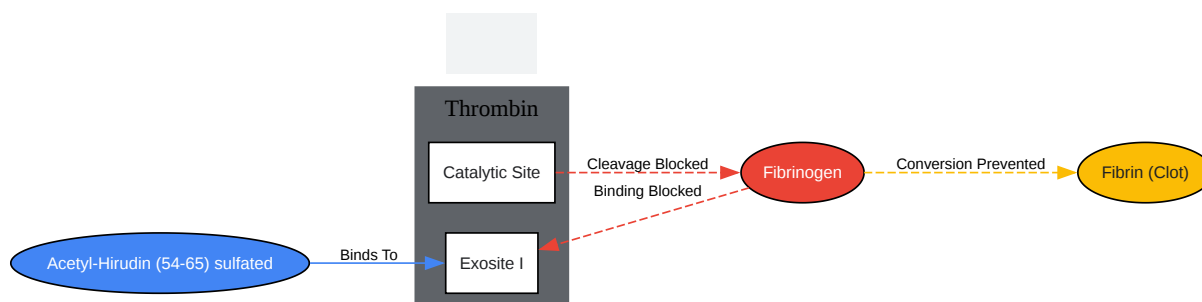 Thrombin
Catalytic Site
Cleavage Blocked
Fibrinogen
Conversion Prevented
Fibrin (Clot)
Binding Blocked
Acetyl-Hirudin (54-65) sulfated
Binds To
Exosite I